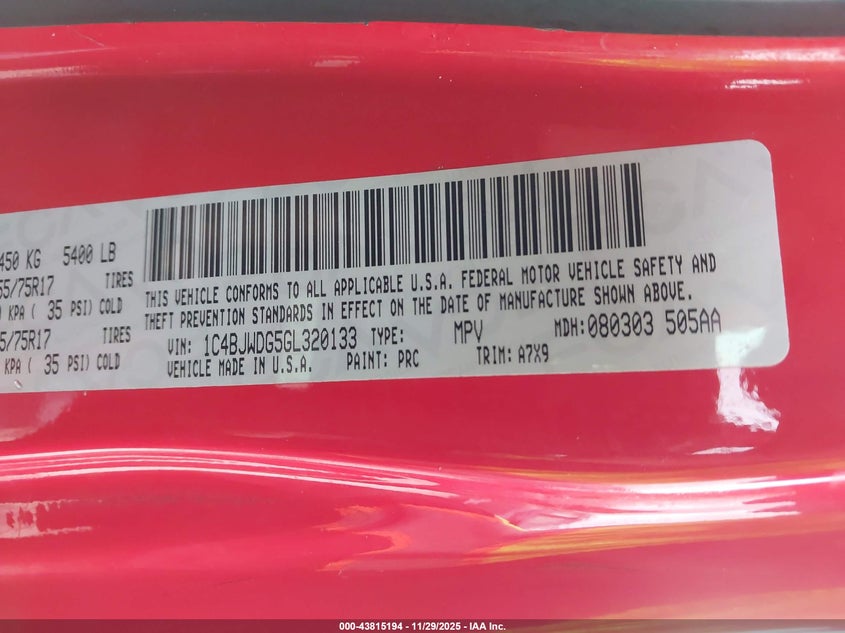 450 KG 5400 LB
55/75R17 TIRES
KPA ( 35 PSI) COLD
5/75R17 TIRES
KPA ( 35 PSI) COLD
THIS VEHICLE CONFORMS TO ALL APPLICABLE U.S.A. FEDERAL MOTOR VEHICLE SAFETY AND
THEFT PREVENTION STANDARDS IN EFFECT ON THE DATE OF MANUFACTURE SHOWN ABOVE.
VIN: 1C4BJWDG5GL320133 TYPE: MPV MDH: 080303 505AA
VEHICLE MADE IN U.S.A. PAINT: PRC TRIM: A7X9
000-43815194 - 11/29/2025 - IAA Inc.